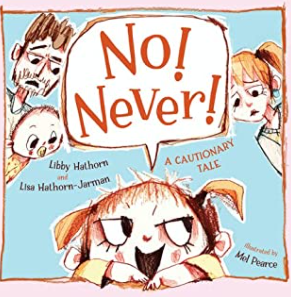 No!
Never!
Libby Hathorn
and
Lisa Hathorn-Jarman
A CAUTIONARY
TALE
illustrated by
Mel Pearce